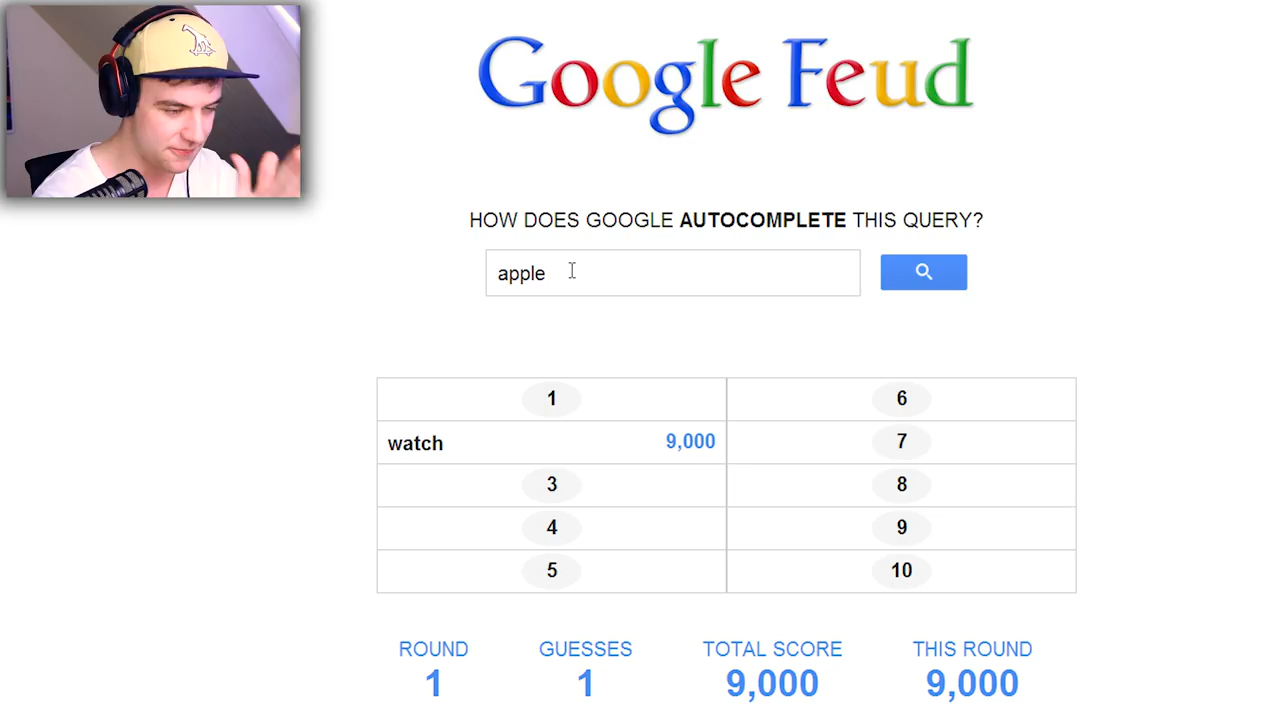 Google Feud
HOW DOES GOOGLE AUTOCOMPLETE THIS QUERY?
apple
1 6
watch 9,000 7
3 8
4 9
5 10
ROUND GUESSES TOTAL SCORE THIS ROUND
1 1 9,000 9,000